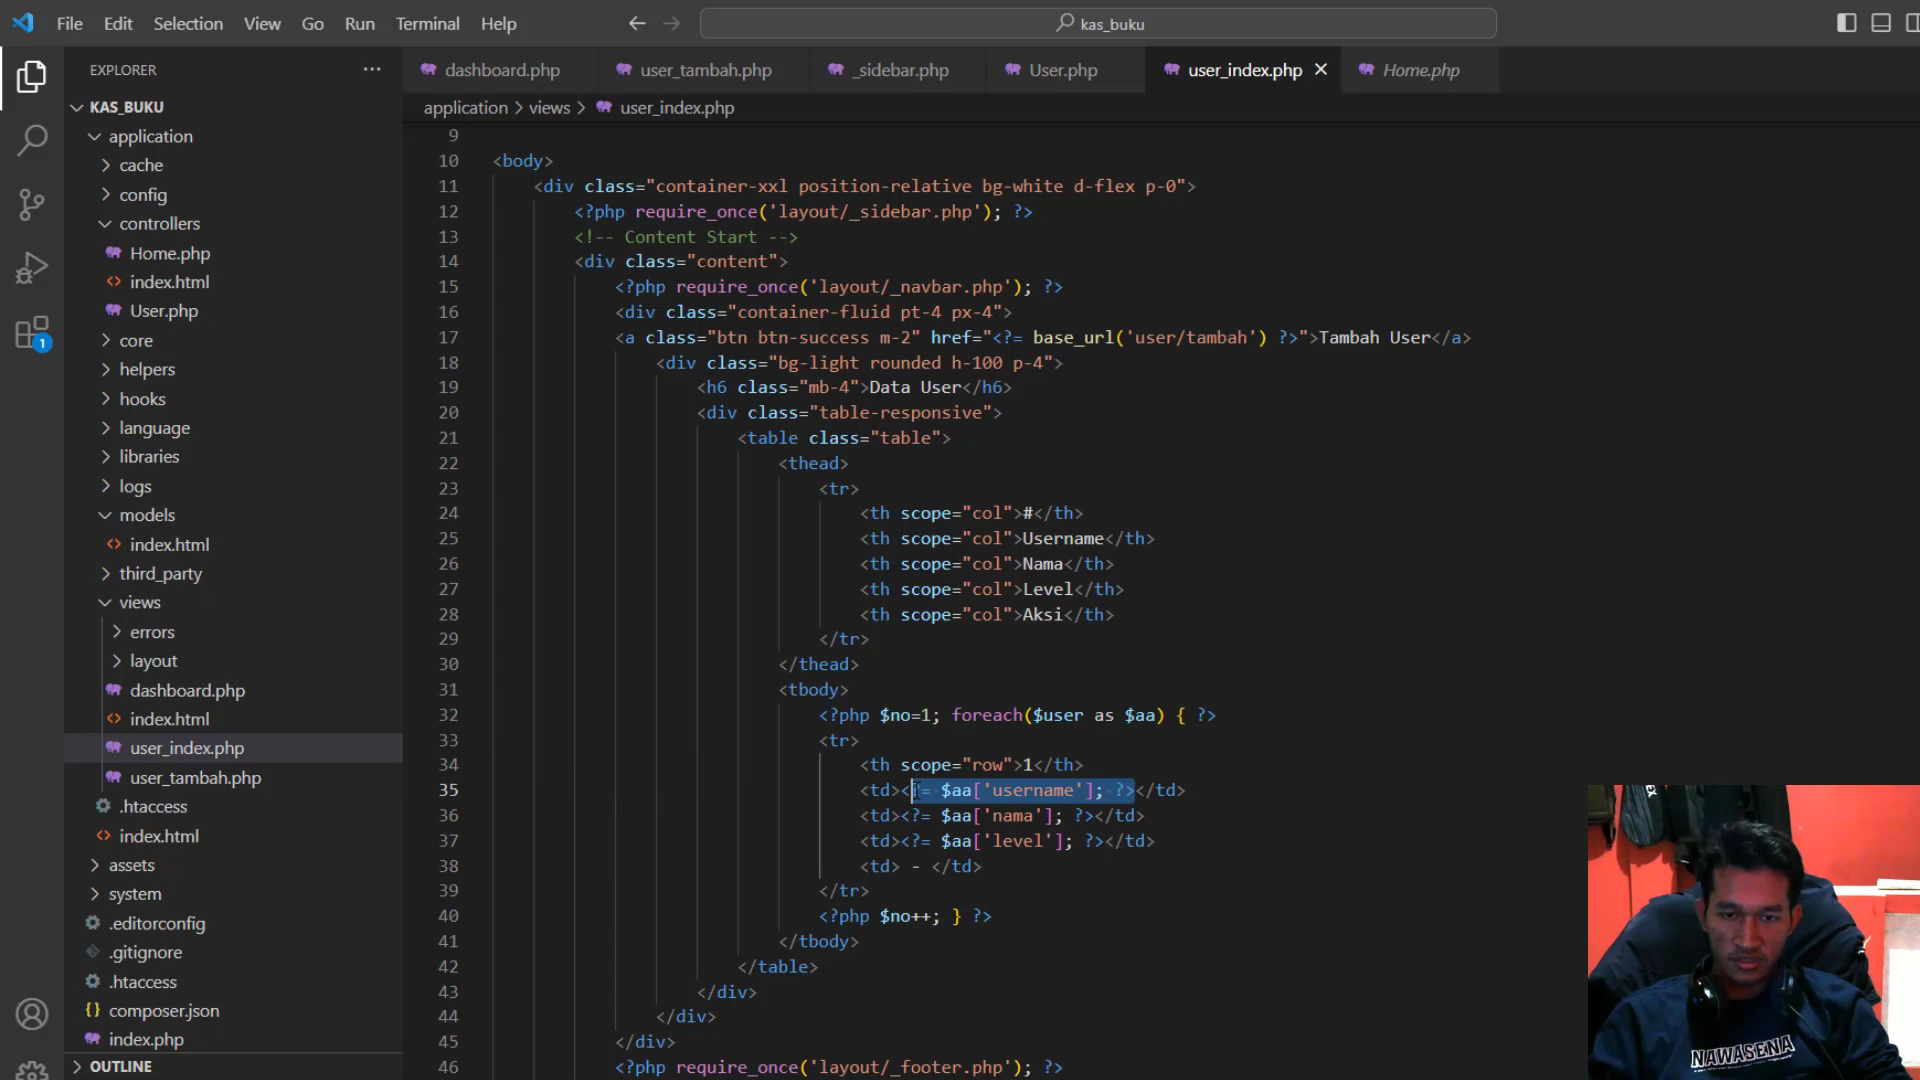 File Edit Selection View Go Run Terminal Help
kas_buku
EXPLORER
KAS_BUKU
application
cache
config
controllers
Home.php
<> index.html
User.php
core
helpers
hooks
language
libraries
logs
models
<> index.html
third_party
views
errors
layout
dashboard.php
<> index.html
user_index.php
user_tambah.php
.htaccess
<> index.html
assets
system
.editorconfig
.gitignore
.htaccess
{} composer.json
index.php
OUTLINE
1
dashboard.php user_tambah.php _sidebar.php User.php user_index.php Home.php
application > views > user_index.php
9
10 <body>
11 <div class="container-xxl position-relative bg-white d-flex p-0">
12 <?php require_once('layout/_sidebar.php'); ?>
13 <!-- Content Start -->
14 <div class="content">
15 <?php require_once('layout/_navbar.php'); ?>
16 <div class="container-fluid pt-4 px-4">
17 <a class="btn btn-success m-2" href="<?= base_url('user/tambah') ?>">Tambah User</a>
18 <div class="bg-light rounded h-100 p-4">
19 <h6 class="mb-4">Data User</h6>
20 <div class="table-responsive">
21 <table class="table">
22 <thead>
23 <tr>
24 <th scope="col">#</th>
25 <th scope="col">Username</th>
26 <th scope="col">Nama</th>
27 <th scope="col">Level</th>
28 <th scope="col">Aksi</th>
29 </tr>
30 </thead>
31 <tbody>
32 <?php $no=1; foreach($user as $aa) { ?>
33 <tr>
34 <th scope="row">1</th>
35 <td><?= $aa['username']; ?></td>
36 <td><?= $aa['nama']; ?></td>
37 <td><?= $aa['level']; ?></td>
38 <td> - </td>
39 </tr>
40 <?php $no++; } ?>
41 </tbody>
42 </table>
43 </div>
44 </div>
45 </div>
46 <?php require_once('layout/_footer.php'); ?>
NAWASENA